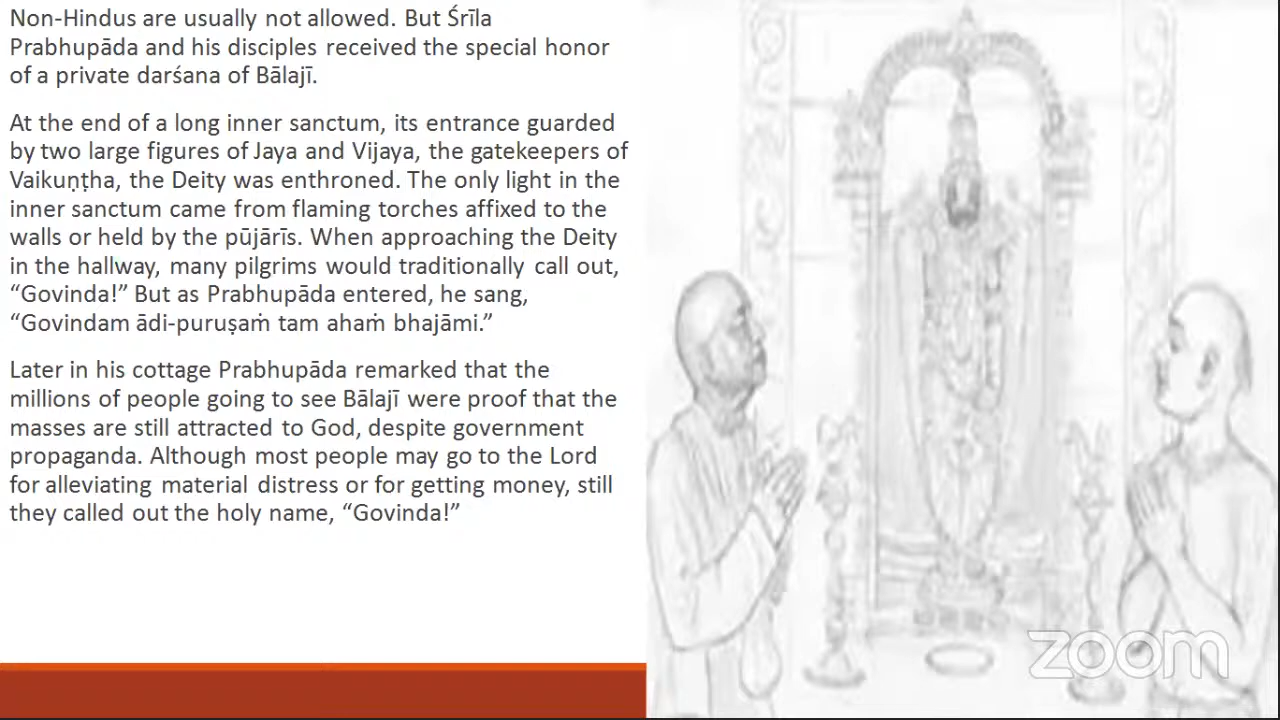 Non-Hindus are usually not allowed. But Śrīla
Prabhupāda and his disciples received the special honor
of a private darśana of Bālajī.
At the end of a long inner sanctum, its entrance guarded
by two large figures of Jaya and Vijaya, the gatekeepers of
Vaikuṇṭha, the Deity was enthroned. The only light in the
inner sanctum came from flaming torches affixed to the
walls or held by the pūjārīs. When approaching the Deity
in the hallway, many pilgrims would traditionally call out,
“Govinda!” But as Prabhupāda entered, he sang,
“Govindam ādi-puruṣaṁ tam ahaṁ bhajāmi.”
Later in his cottage Prabhupāda remarked that the
millions of people going to see Bālajī were proof that the
masses are still attracted to God, despite government
propaganda. Although most people may go to the Lord
for alleviating material distress or for getting money, still
they called out the holy name, “Govinda!”
zoom